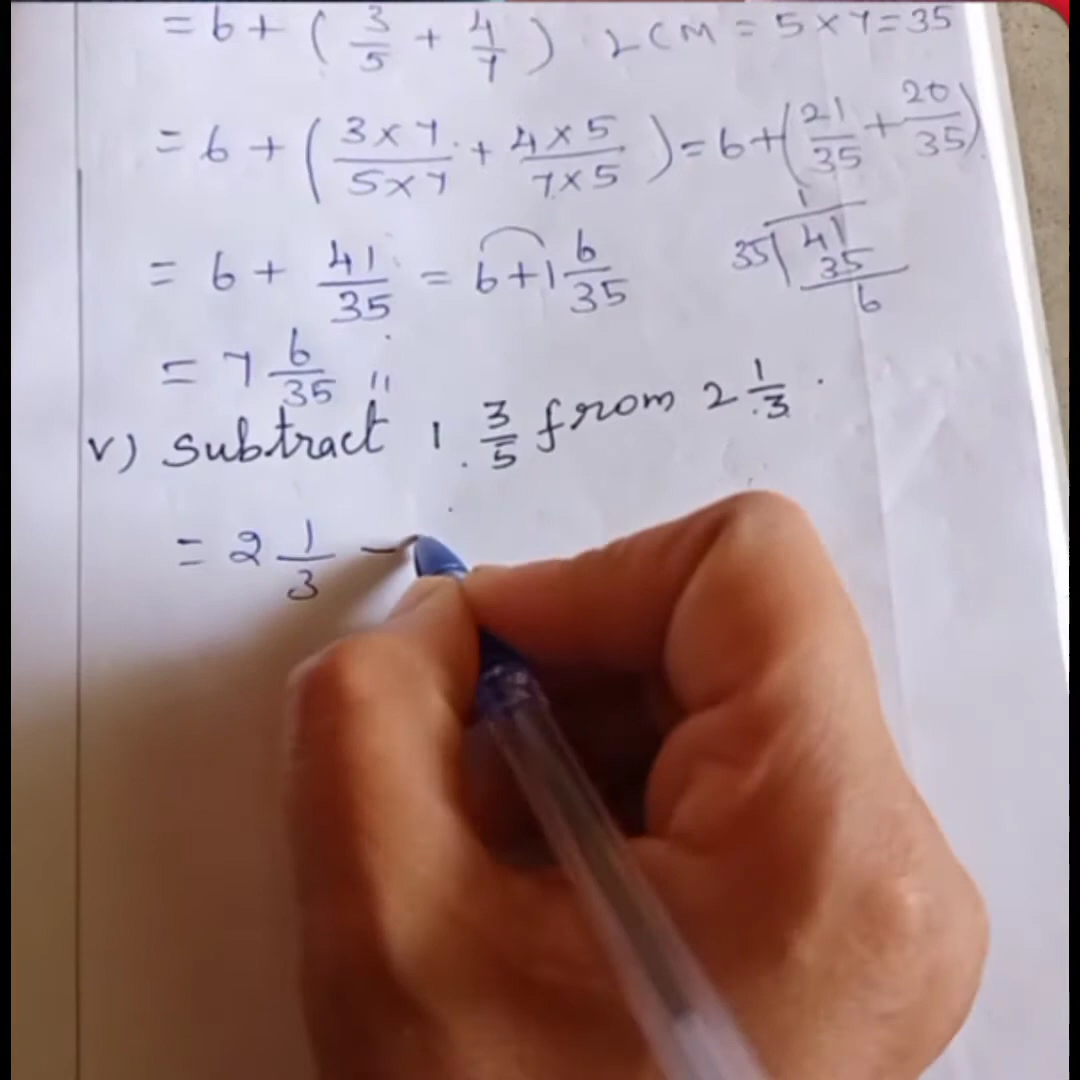 = 6 + ( 3/5 + 4/7 ) LCM = 5 × 7 = 35
= 6 + ( 3 × 7 / 5 × 7 + 4 × 5 / 7 × 5 ) = 6 + ( 21/35 + 20/35 )
= 6 + 41/35 = 6 + 1 6/35
1
35 41
35
6
= 7 6/35 "
v) Subtract 1 3/5 from 2 1/3 .
= 2 1/3 -